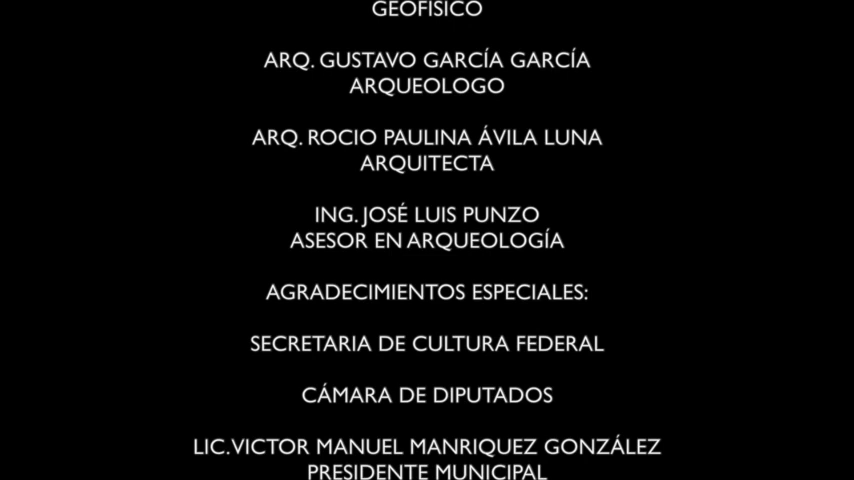 GEOFÍSICO
ARQ. GUSTAVO GARCÍA GARCÍA
ARQUEOLOGO
ARQ. ROCIO PAULINA ÁVILA LUNA
ARQUITECTA
ING. JOSÉ LUIS PUNZO
ASESOR EN ARQUEOLOGÍA
AGRADECIMIENTOS ESPECIALES:
SECRETARIA DE CULTURA FEDERAL
CÁMARA DE DIPUTADOS
LIC. VICTOR MANUEL MANRIQUEZ GONZÁLEZ
PRESIDENTE MUNICIPAL